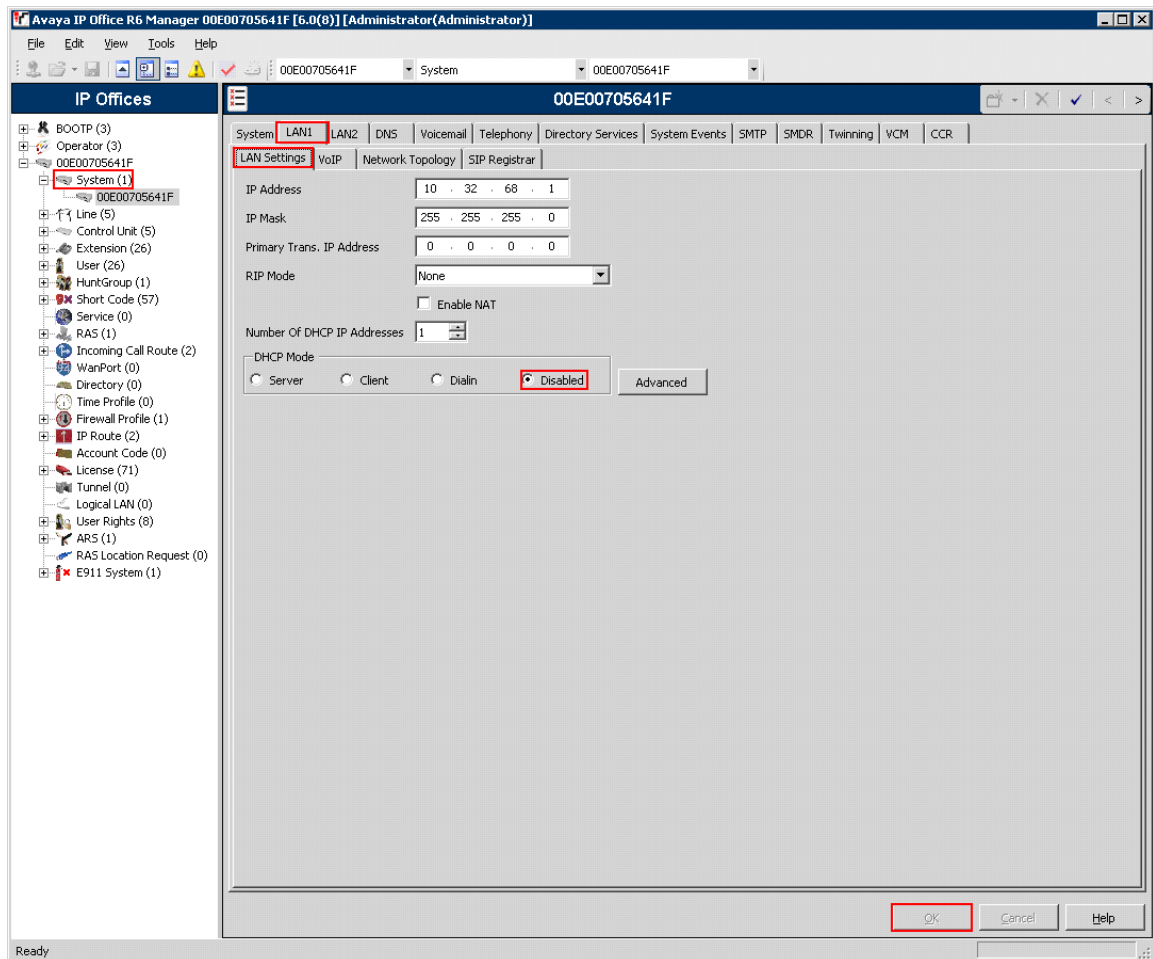 Avaya IP Office R6 Manager 00E00705641F [6.0(8)] [Administrator(Administrator)]
File Edit View Tools Help
00E00705641F System 00E00705641F
IP Offices
00E00705641F
BOOTP (3)
Operator (3)
00E00705641F
System (1)
00E00705641F
Line (5)
Control Unit (5)
Extension (26)
User (26)
HuntGroup (1)
Short Code (57)
Service (0)
RAS (1)
Incoming Call Route (2)
WanPort (0)
Directory (0)
Time Profile (0)
Firewall Profile (1)
IP Route (2)
Account Code (0)
License (71)
Tunnel (0)
Logical LAN (0)
User Rights (8)
ARS (1)
RAS Location Request (0)
E911 System (1)
System LAN1 LAN2 DNS Voicemail Telephony Directory Services System Events SMTP SMDR Twinning VCM CCR
LAN Settings VoIP Network Topology SIP Registrar
IP Address 10 . 32 . 68 . 1
IP Mask 255 . 255 . 255 . 0
Primary Trans. IP Address 0 . 0 . 0 . 0
RIP Mode None
Enable NAT
Number Of DHCP IP Addresses 1
DHCP Mode
Server Client Dialin Disabled Advanced
OK Cancel Help
Ready